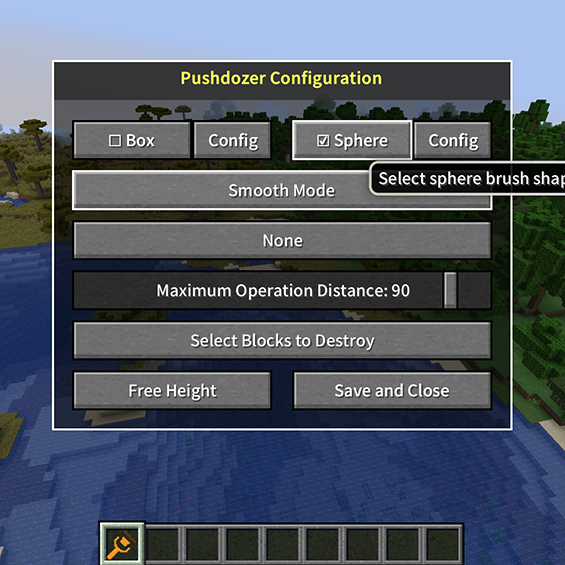 Pushdozer Configuration
☐ Box
Config
☑ Sphere
Config
Select sphere brush shap
Smooth Mode
None
Maximum Operation Distance: 90
Select Blocks to Destroy
Free Height
Save and Close